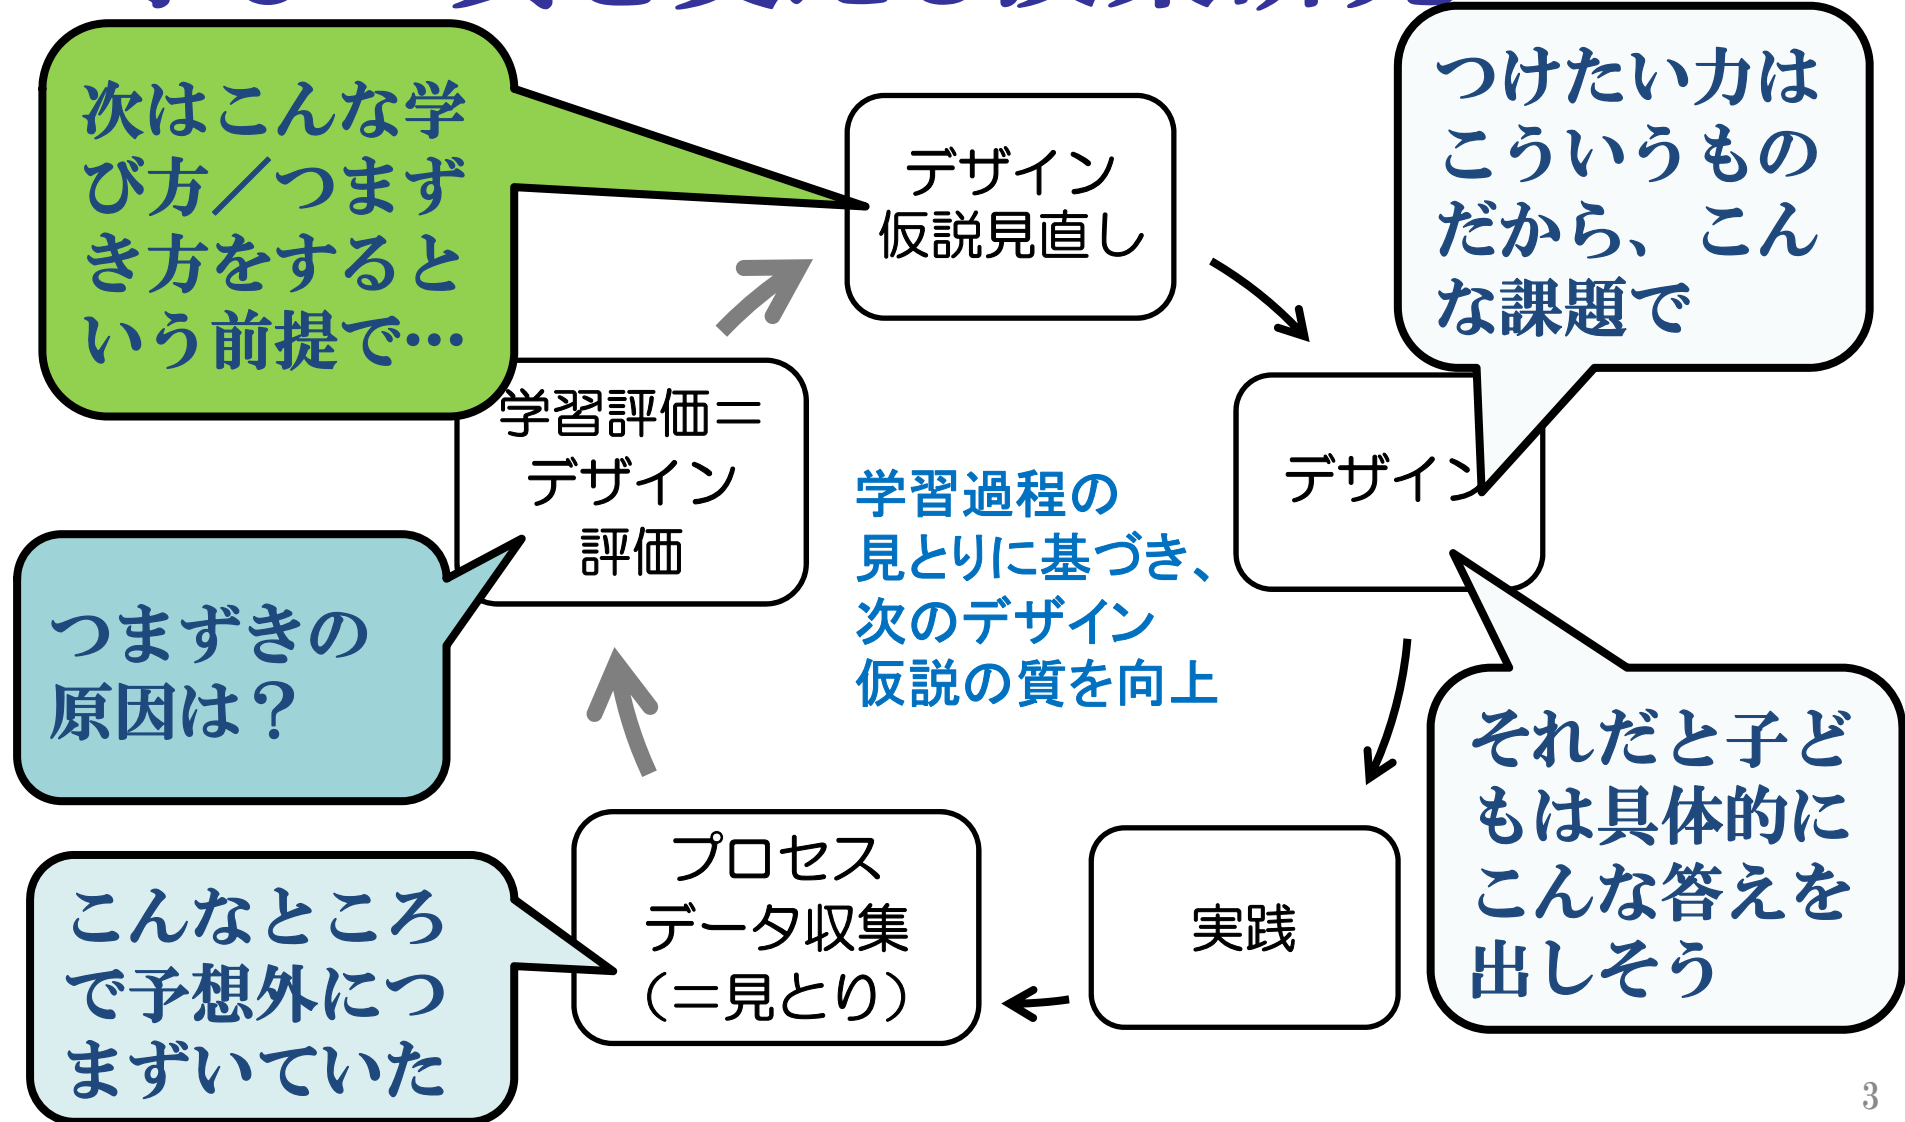 次はこんな学
び方／つまず
き方をすると
いう前提で…
デザイン
仮説見直し
つけたい力は
こういうもの
だから、こん
な課題で
学習評価＝
デザイン
評価
学習過程の
見とりに基づき、
次のデザイン
仮説の質を向上
デザイン
つまずきの
原因は？
それだと子ど
もは具体的に
こんな答えを
出しそう
プロセス
データ収集
（＝見とり）
実践
こんなところ
で予想外につ
まずいていた
3